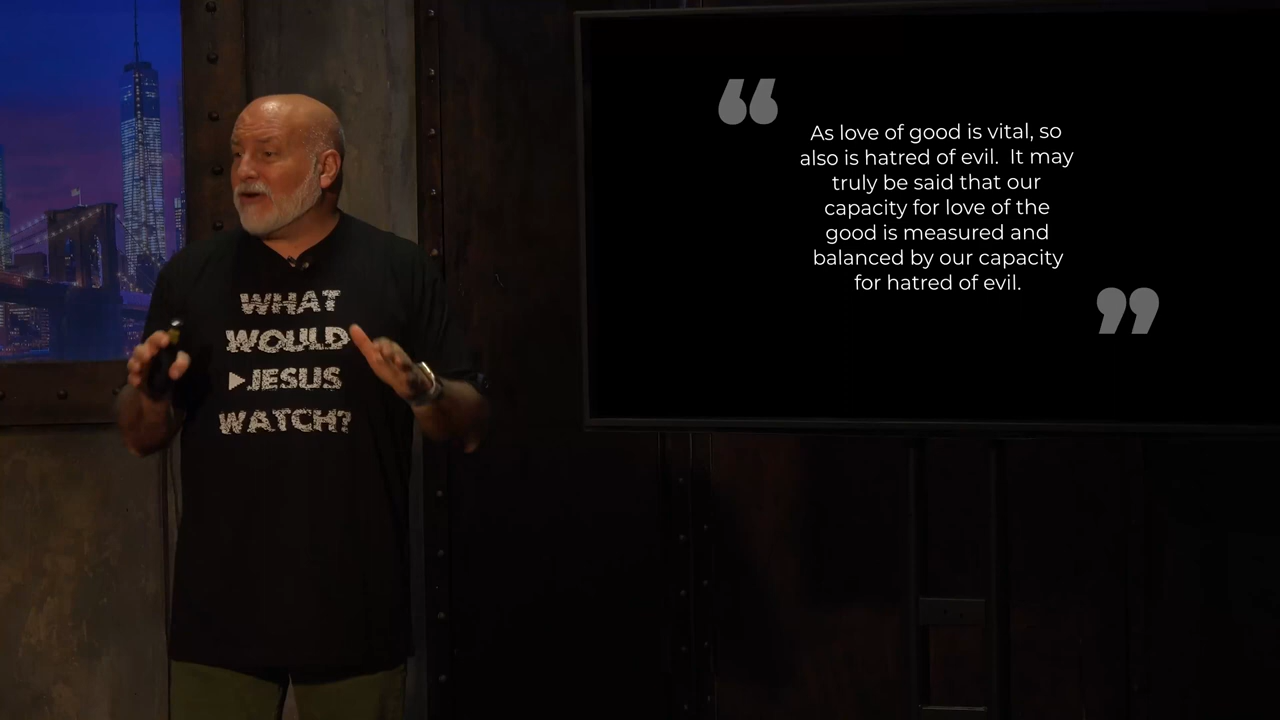 WHAT
WOULD
JESUS
WATCH?
“
As love of good is vital, so
also is hatred of evil.  It may
truly be said that our
capacity for love of the
good is measured and
balanced by our capacity
for hatred of evil.
”